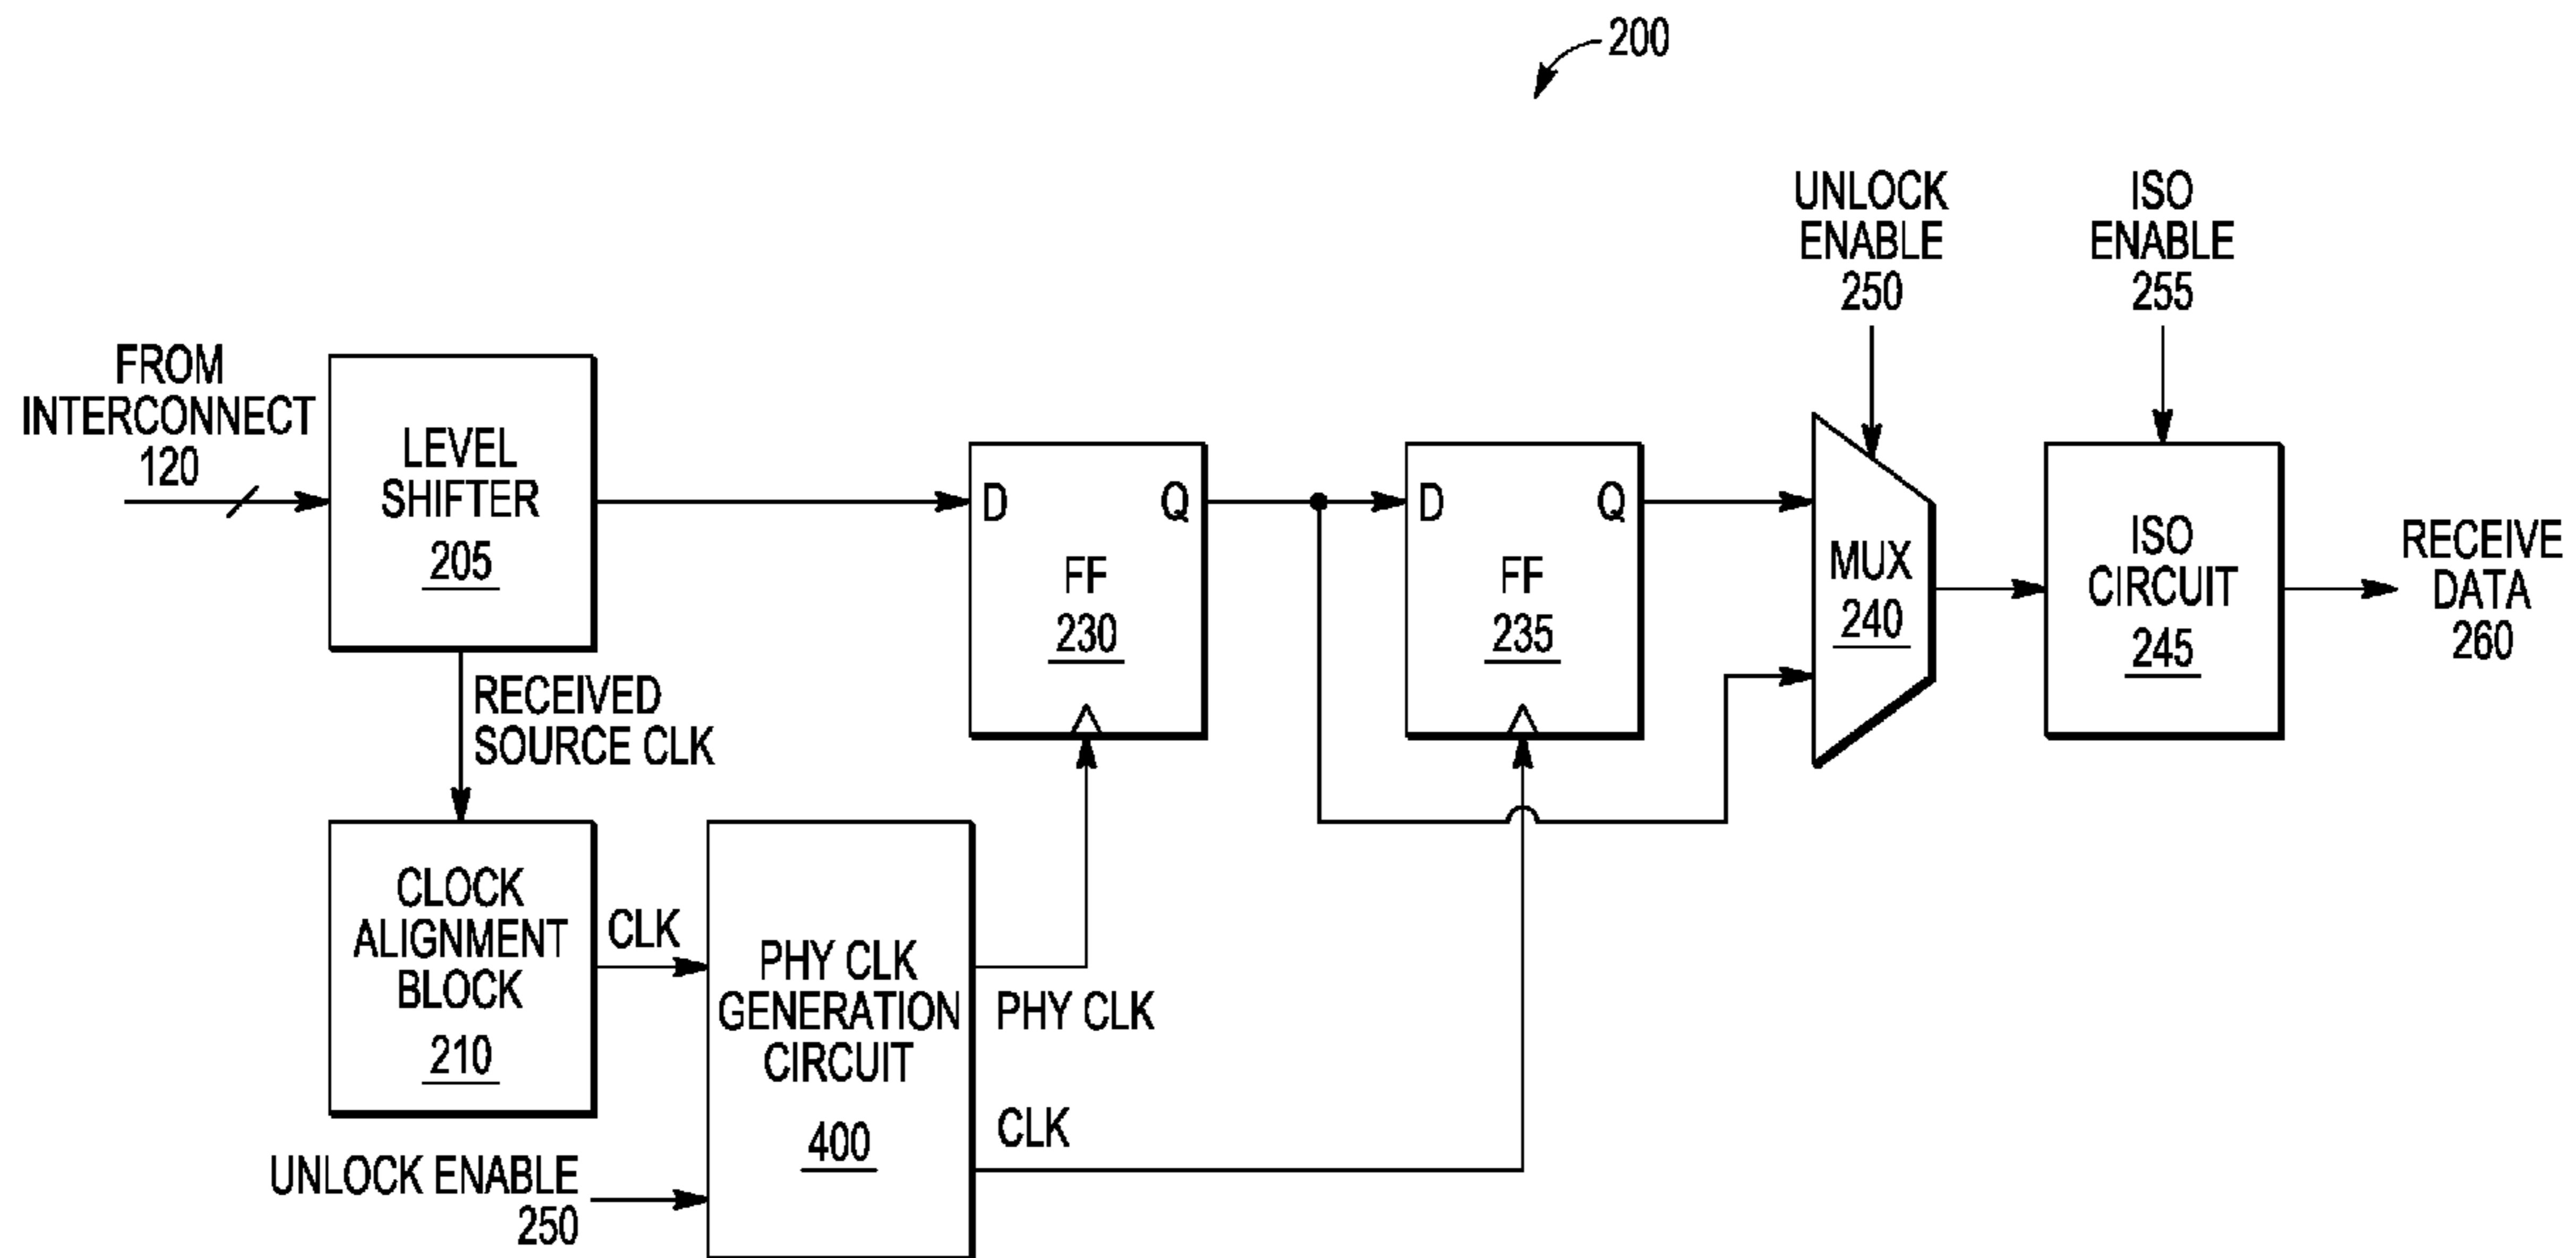 200
UNLOCK
ENABLE
250
ISO
ENABLE
255
FROM
INTERCONNECT
120
LEVEL
SHIFTER
205
D
Q
FF
230
D
Q
FF
235
MUX
240
ISO
CIRCUIT
245
RECEIVE
DATA
260
RECEIVED
SOURCE CLK
CLOCK
ALIGNMENT
BLOCK
210
CLK
PHY CLK
GENERATION
CIRCUIT
400
PHY CLK
CLK
UNLOCK ENABLE
250